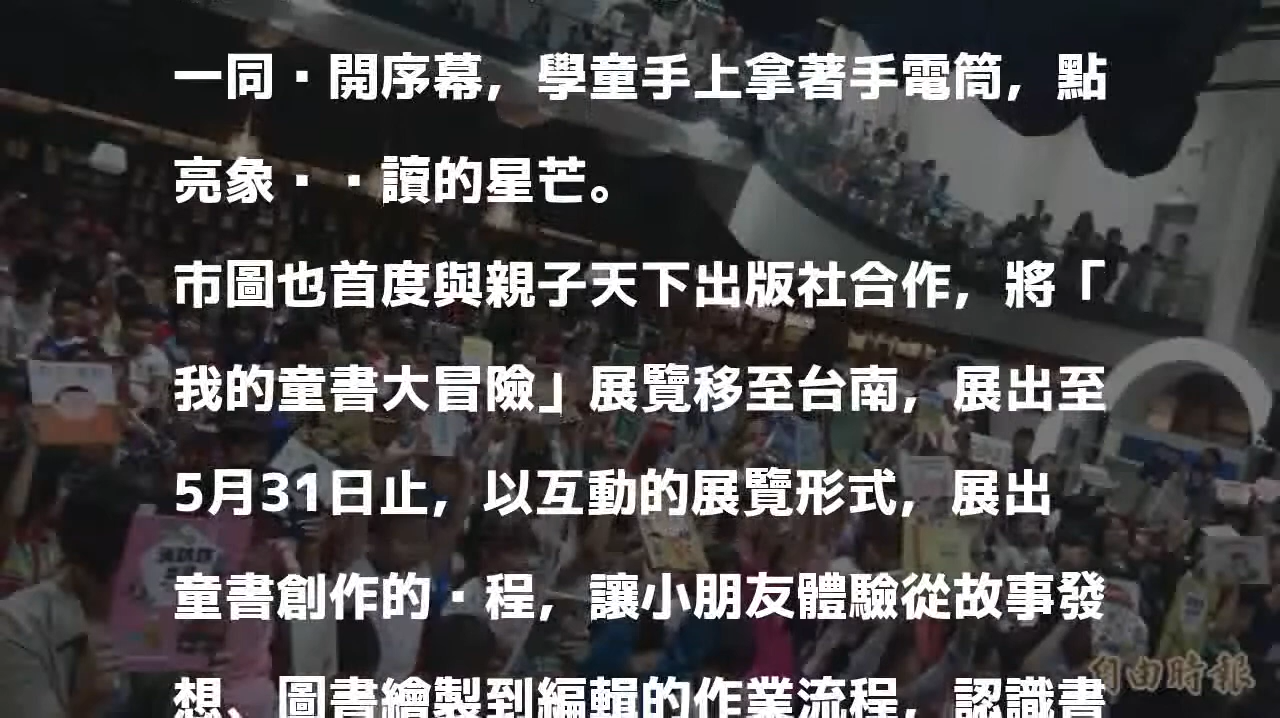 一同▪開序幕，學童手上拿著手電筒，點
亮象▪▪讀的星芒。
市圖也首度與親子天下出版社合作，將「
我的童書大冒險」展覽移至台南，展出至
5月31日止，以互動的展覽形式，展出
童書創作的▪程，讓小朋友體驗從故事發
想、圖書繪製到編輯的作業流程，認識書
自由時報